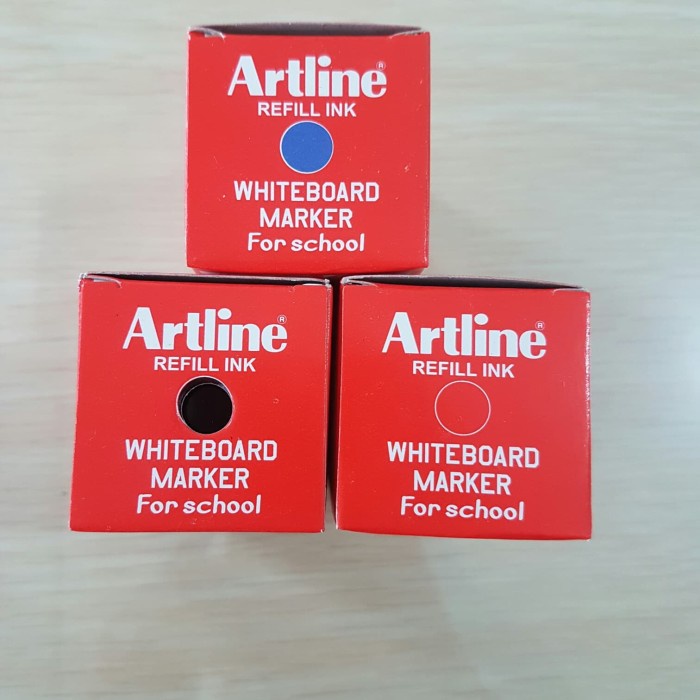 Artline®
REFILL INK
WHITEBOARD
MARKER
For school
Artline®
REFILL INK
WHITEBOARD
MARKER
For school
Artline®
REFILL INK
WHITEBOARD
MARKER
For school